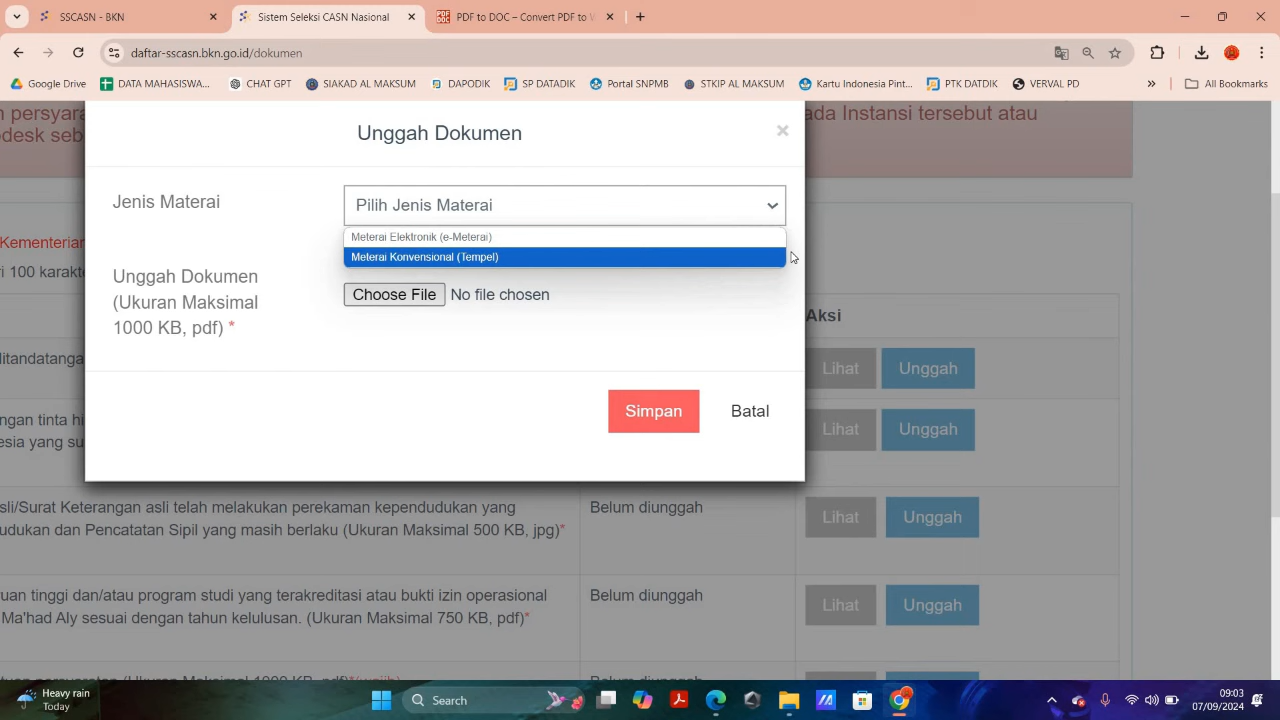 SSCASN - BKN
Sistem Seleksi CASN Nasional
PDF to DOC – Convert PDF to W
daftar-sscasn.bkn.go.id/dokumen
Google Drive
DATA MAHASISWA...
CHAT GPT
SIAKAD AL MAKSUM
DAPODIK
SP DATADIK
Portal SNPMB
STKIP AL MAKSUM
Kartu Indonesia Pint...
PTK DATDIK
VERVAL PD
All Bookmarks
n persyara
ada Instansi tersebut atau
odesk seb
Unggah Dokumen
Jenis Materai
Pilih Jenis Materai
Meterai Elektronik (e-Meterai)
Meterai Konvensional (Tempel)
Kementerian
ri 100 karakte
Unggah Dokumen
(Ukuran Maksimal
1000 KB, pdf) *
Choose File No file chosen
Simpan
Batal
Aksi
litandatanga
Lihat
Unggah
ngan tinta hi
esia yang su
Lihat
Unggah
sli/Surat Keterangan asli telah melakukan perekaman kependudukan yang
dudukan dan Pencatatan Sipil yang masih berlaku (Ukuran Maksimal 500 KB, jpg)*
Belum diunggah
Lihat
Unggah
uan tinggi dan/atau program studi yang terakreditasi atau bukti izin operasional
Ma'had Aly sesuai dengan tahun kelulusan. (Ukuran Maksimal 750 KB, pdf)*
Belum diunggah
Lihat
Unggah
Heavy rain
Today
Search
09:03
07/09/2024